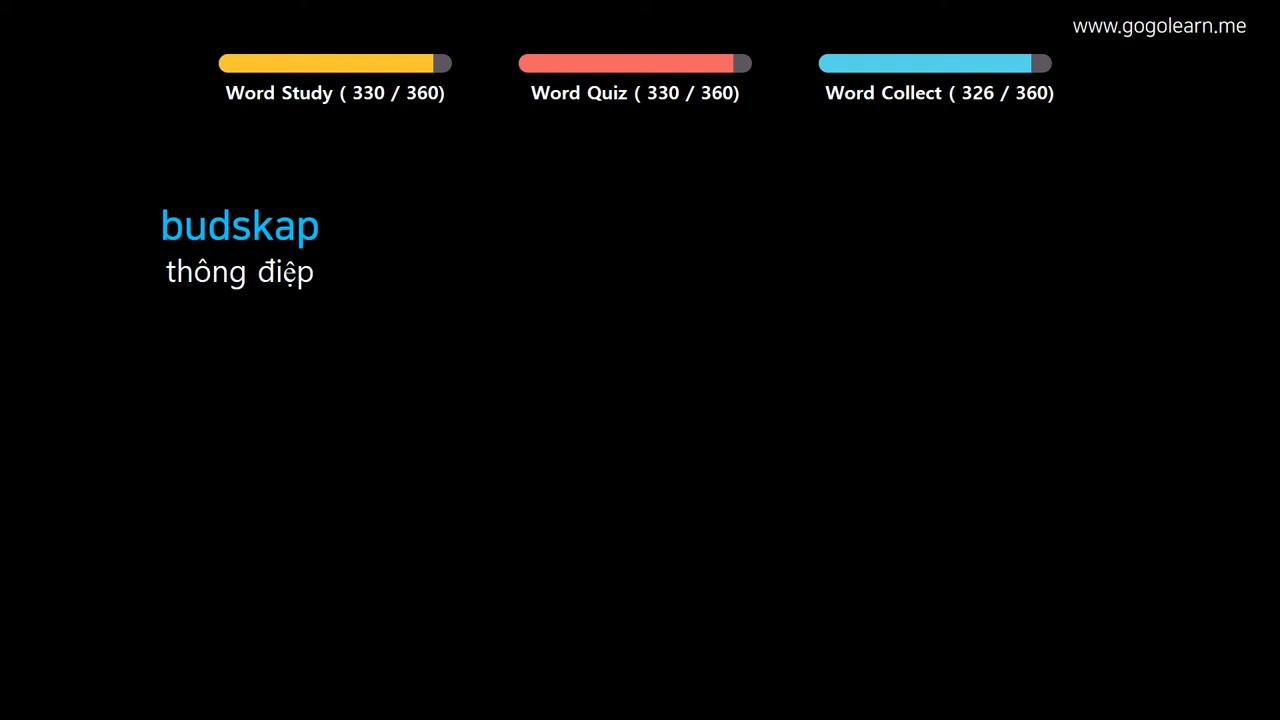 www.gogolearn.me
Word Study ( 330 / 360)
Word Quiz ( 330 / 360)
Word Collect ( 326 / 360)
budskap
thông điệp